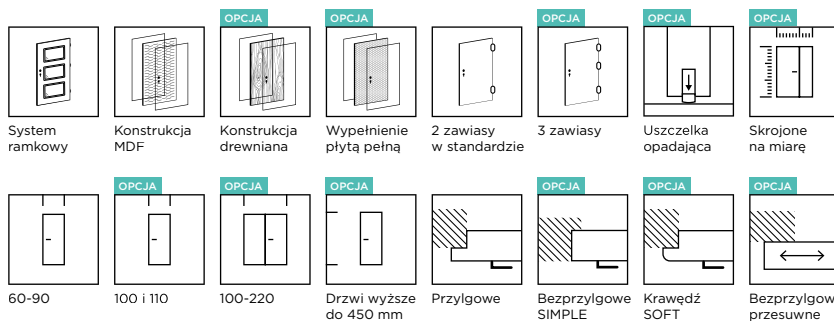 OPCJA
OPCJA
OPCJA
OPCJA
OPCJA
System
ramkowy
Konstrukcja
MDF
Konstrukcja
drewniana
Wypełnienie
płytą pełną
2 zawiasy
w standardzie
3 zawiasy
Uszczelka
opadająca
Skrojone
na miarę
OPCJA
OPCJA
OPCJA
OPCJA
OPCJA
OPCJA
60-90
100 i 110
100-220
Drzwi wyższe
do 450 mm
Przylgowe
Bezprzylgowe
SIMPLE
Krawędź
SOFT
Bezprzylgowe
przesuwne